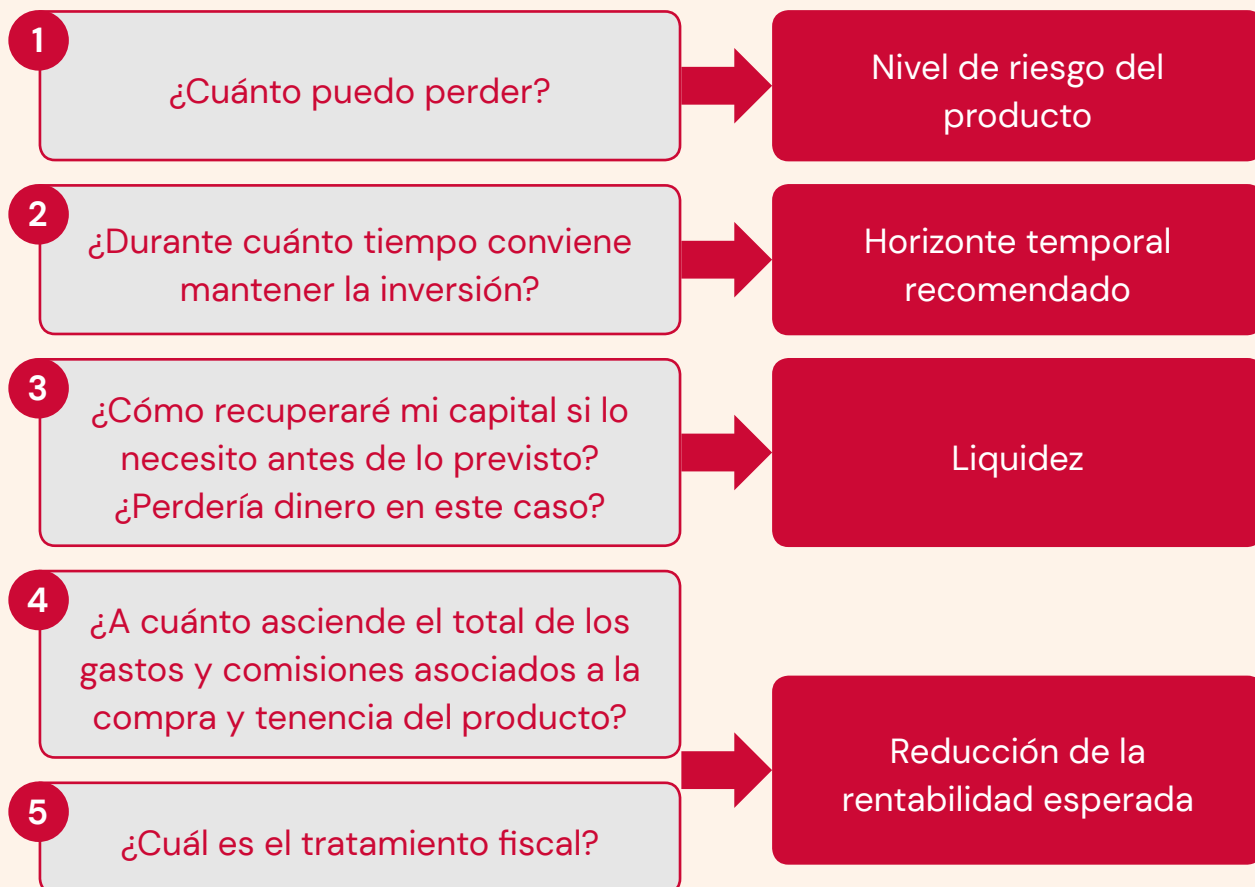 1
¿Cuánto puedo perder?
Nivel de riesgo del
producto
2
¿Durante cuánto tiempo conviene
mantener la inversión?
Horizonte temporal
recomendado
3
¿Cómo recuperaré mi capital si lo
necesito antes de lo previsto?
¿Perdería dinero en este caso?
Liquidez
4
¿A cuánto asciende el total de los
gastos y comisiones asociados a la
compra y tenencia del producto?
5
¿Cuál es el tratamiento fiscal?
Reducción de la
rentabilidad esperada